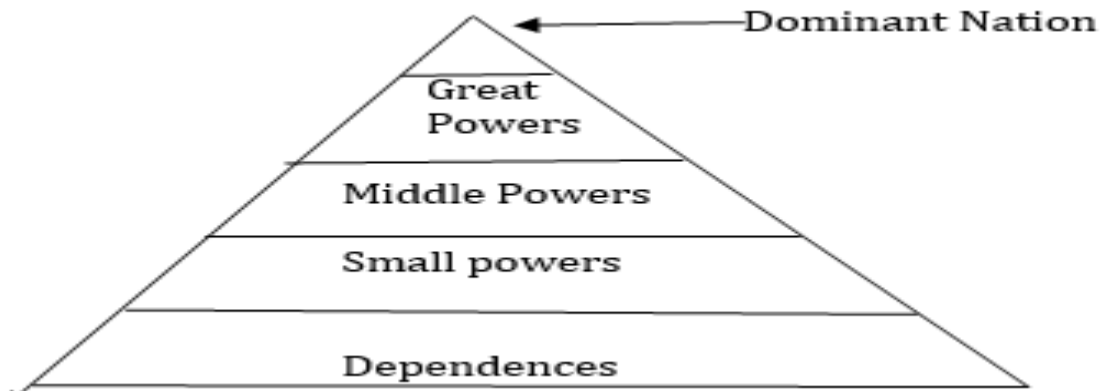 Dominant Nation
Great
Powers
Middle Powers
Small powers
Dependences